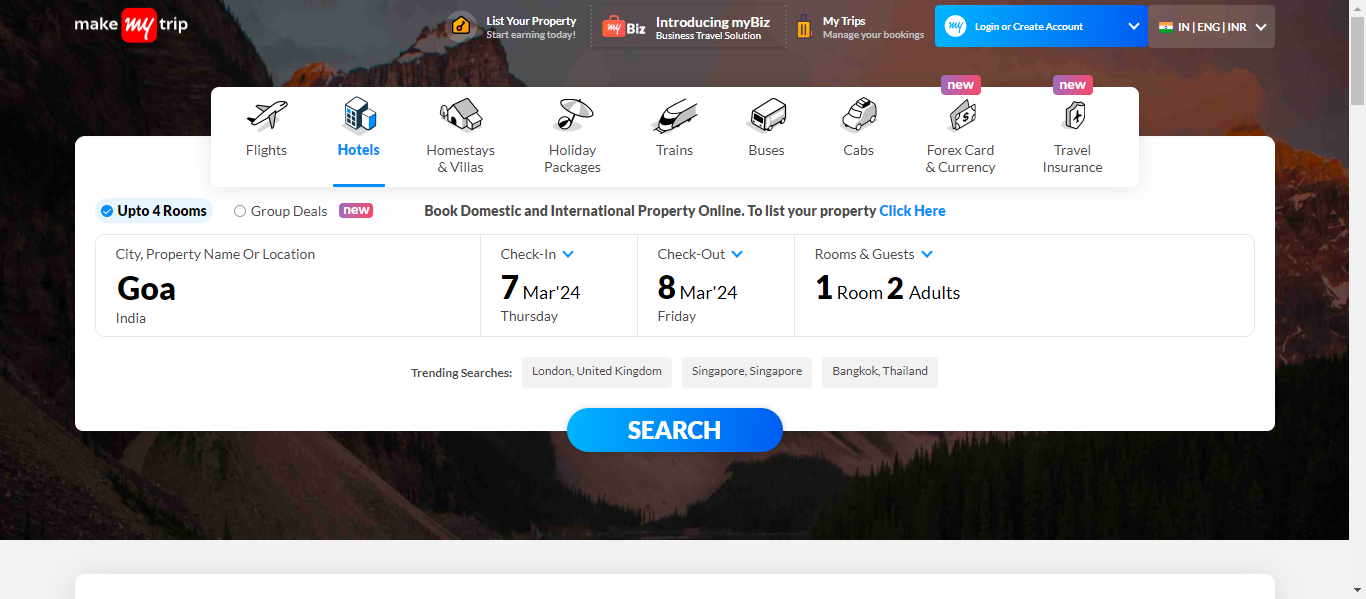 make my trip
List Your Property
Start earning today!
my Biz
Introducing myBiz
Business Travel Solution
My Trips
Manage your bookings
my
Login or Create Account
IN | ENG | INR
new
new
Flights
Hotels
Homestays
& Villas
Holiday
Packages
Trains
Buses
Cabs
Forex Card
& Currency
Travel
Insurance
Upto 4 Rooms
Group Deals
new
Book Domestic and International Property Online. To list your property Click Here
City, Property Name Or Location
Goa
India
Check-In
7 Mar'24
Thursday
Check-Out
8 Mar'24
Friday
Rooms & Guests
1 Room 2 Adults
Trending Searches:
London, United Kingdom
Singapore, Singapore
Bangkok, Thailand
SEARCH